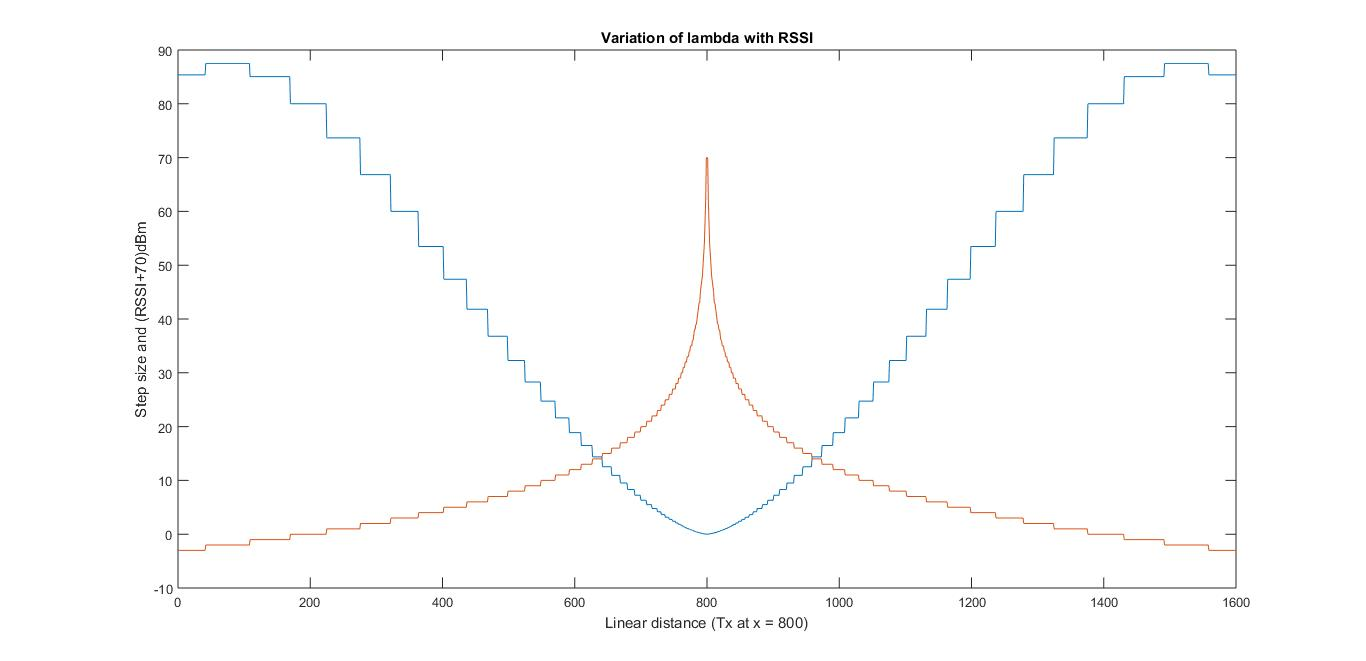 Variation of lambda with RSSI
90
80
70
60
50
40
30
20
10
0
-10
Step size and (RSSI+70)dBm
0 200 400 600 800 1000 1200 1400 1600
Linear distance (Tx at x = 800)